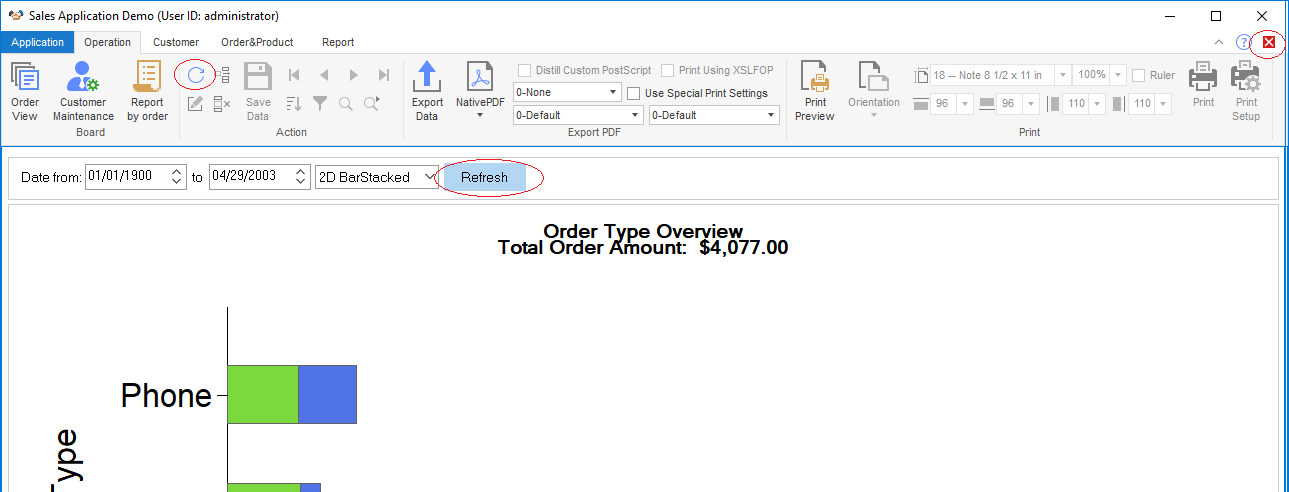 Sales Application Demo (User ID: administrator)
Application Operation Customer Order&Product Report
Order View
Customer Maintenance
Report by order
Board
Save Data
Action
Export Data
NativePDF
Distill Custom PostScript Print Using XSLFOP
0-None Use Special Print Settings
0-Default 0-Default
Export PDF
Print Preview
Orientation
18 -- Note 8 1/2 x 11 in 100% Ruler
96 96 110 110
Print
Print Setup
Print
Date from: 01/01/1900 to 04/29/2003 2D BarStacked Refresh
Order Type Overview
Total Order Amount: $4,077.00
Phone
Type